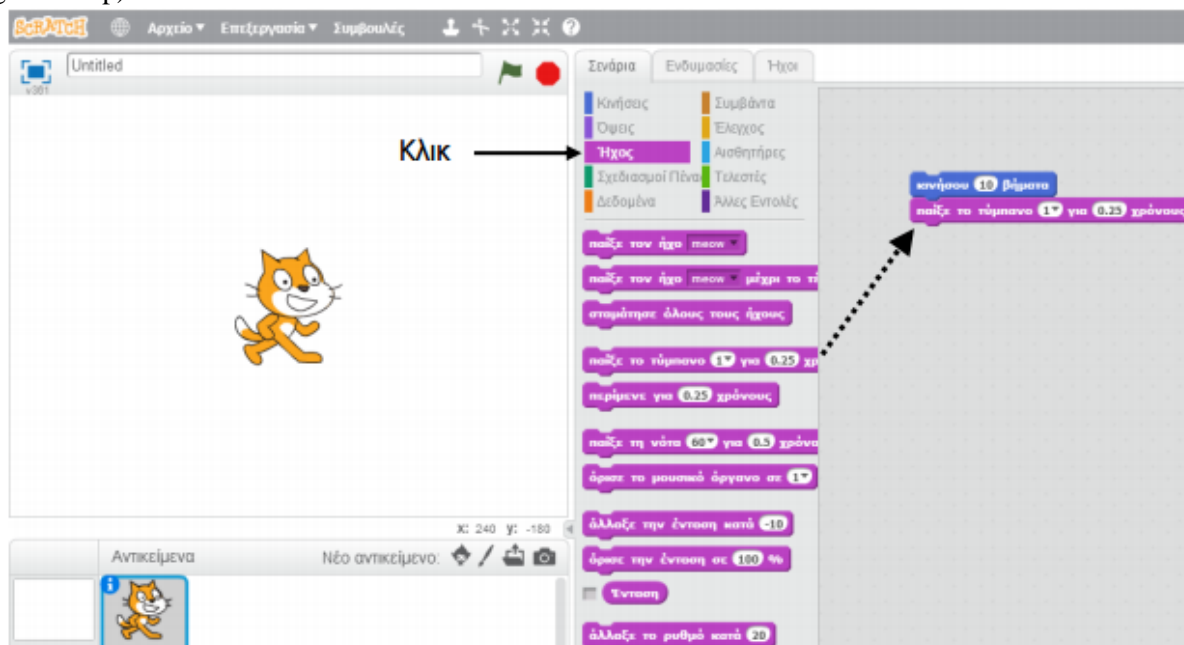 SCRATCH Αρχείο Επεξεργασία Συμβουλές
Untitled
v381
Κλικ
x: 240 y: -180
Αντικείμενα Νέο αντικείμενο:
Σενάρια Ενδυμασίες Ήχοι
Κινήσεις Συμβάντα
Όψεις Έλεγχος
Ήχος Αισθητήρες
Σχεδιασμοί Πένας Τελεστές
Δεδομένα Άλλες Εντολές
παίξε τον ήχο meow
παίξε τον ήχο meow μέχρι το
σταμάτησε όλους τους ήχους
παίξε το τύμπανο 1 για 0.25 χρ
περίμενε για 0.25 χρόνους
παίξε τη νότα 60 για 0.5 χρόνο
όρισε το μουσικό όργανο σε 1
άλλαξε την ένταση κατά -10
όρισε την ένταση σε 100 %
Ένταση
άλλαξε το ρυθμό κατά 20
κινήσου 10 βήματα
παίξε το τύμπανο 1 για 0.25 χρόνους